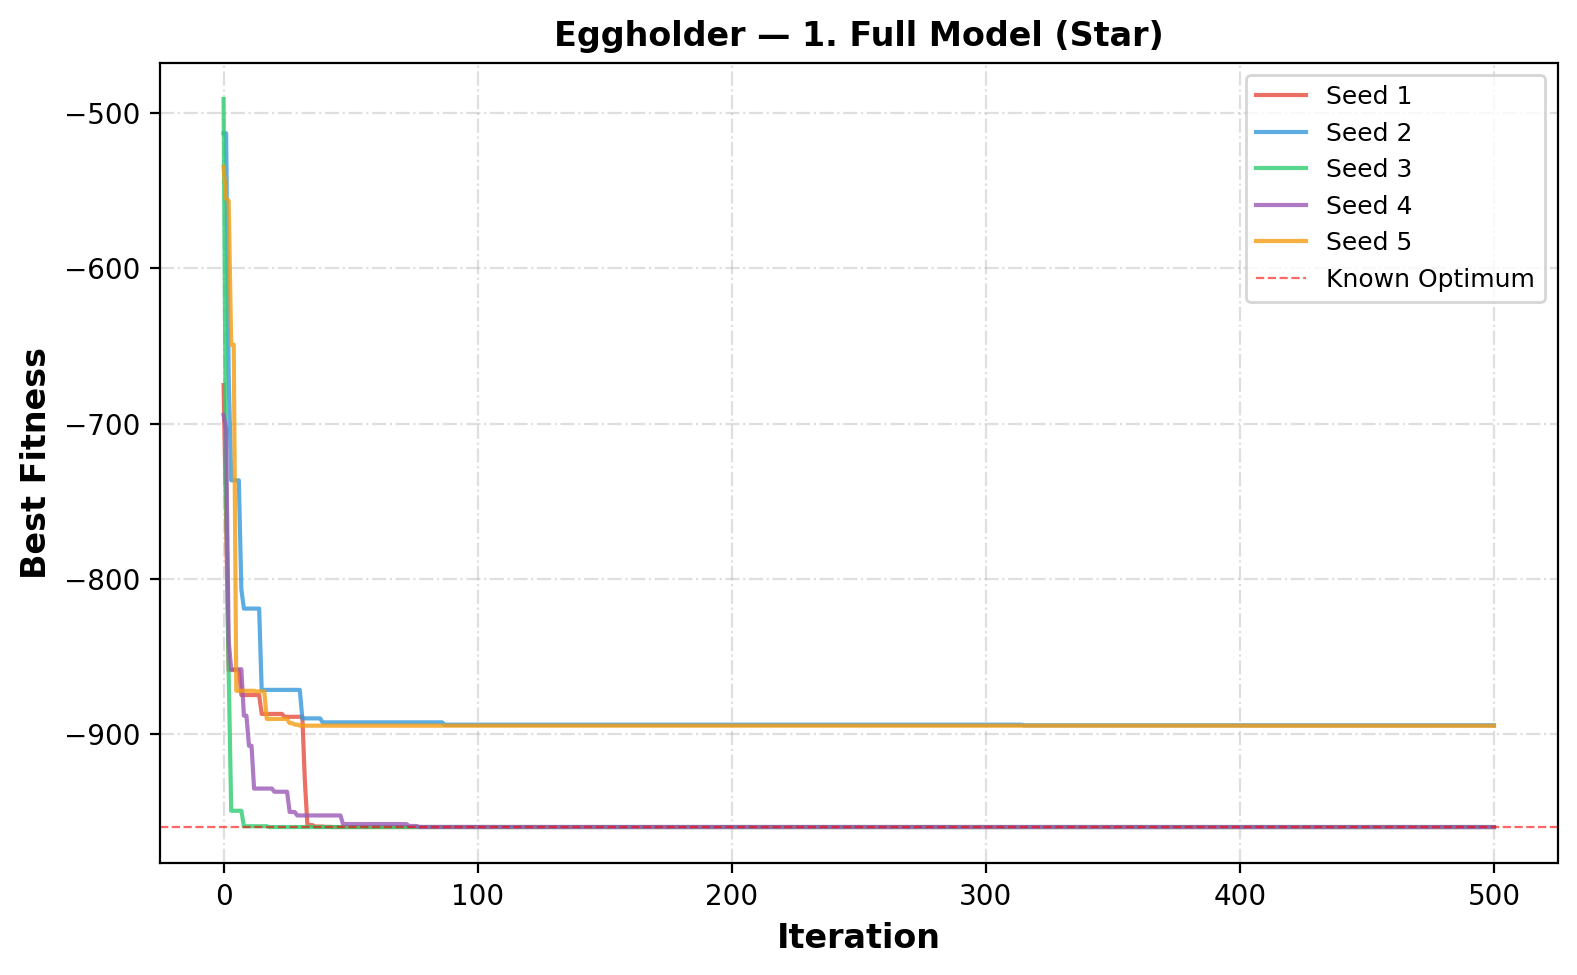 Eggholder — 1. Full Model (Star)
Seed 1
Seed 2
Seed 3
Seed 4
Seed 5
Known Optimum
Best Fitness
−500
−600
−700
−800
−900
0
100
200
300
400
500
Iteration